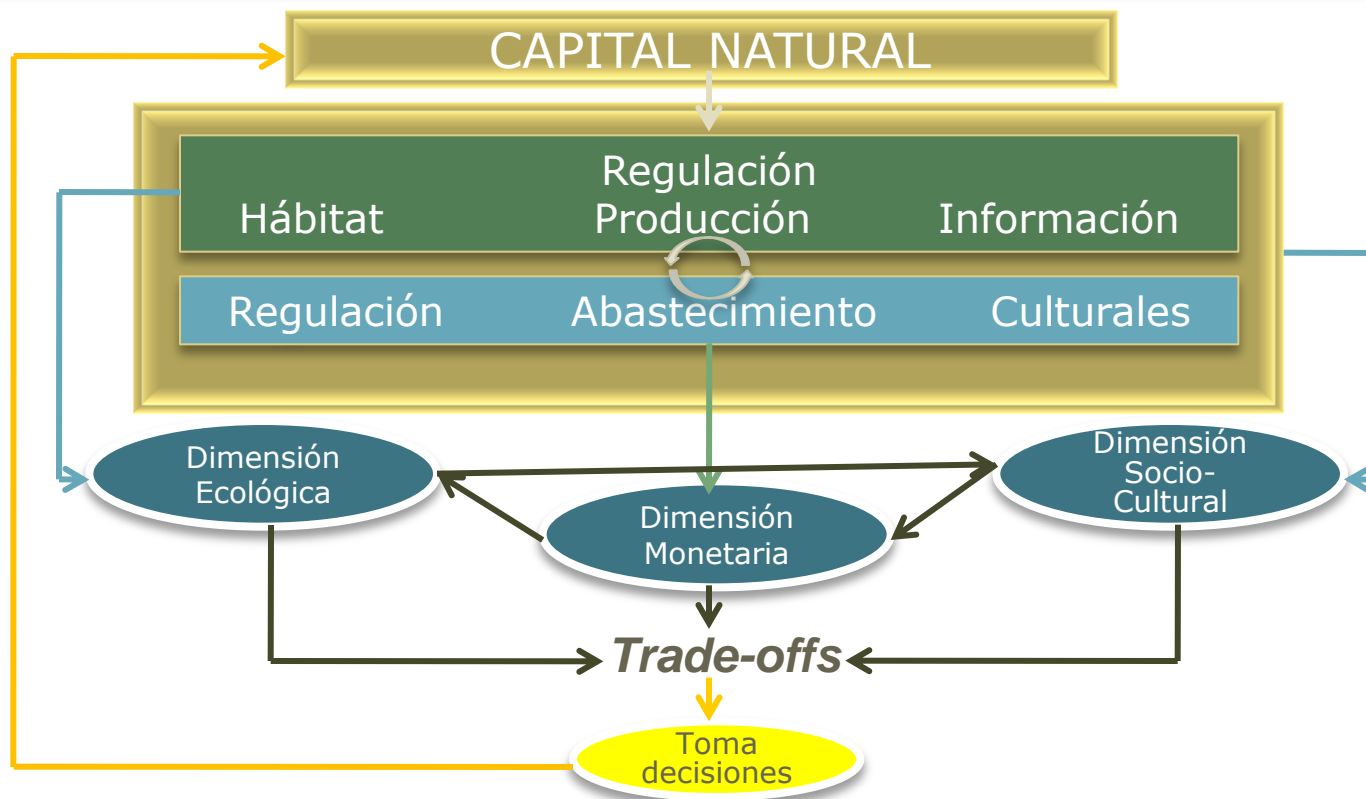 CAPITAL NATURAL
Regulación
Hábitat Producción Información
Regulación Abastecimiento Culturales
Dimensión
Ecológica
Dimensión
Monetaria
Dimensión
Socio-
Cultural
Trade-offs
Toma
decisiones